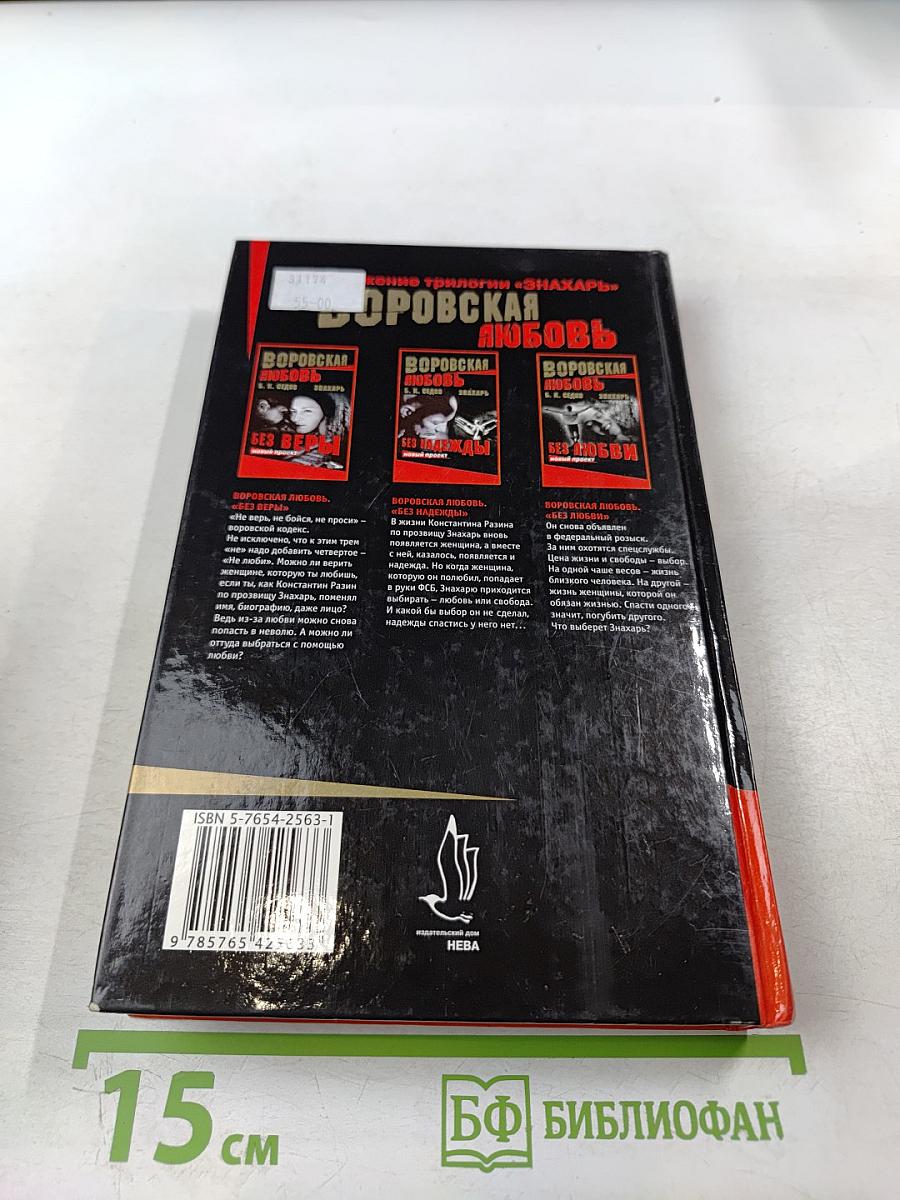 31174
55-00
жение трилогии «ЗНАХАРЬ»
ВОРОВСКАЯ
ЛЮБОВЬ
ВОРОВСКАЯ
ЛЮБОВЬ
Б. К. СЕДОВ ЗНАХАРЬ
БЕЗ ВЕРЫ
новый проект
ВОРОВСКАЯ
ЛЮБОВЬ
Б. К. СЕДОВ ЗНАХАРЬ
БЕЗ НАДЕЖДЫ
новый проект
ВОРОВСКАЯ
ЛЮБОВЬ
Б. К. СЕДОВ ЗНАХАРЬ
БЕЗ ЛЮБВИ
новый проект
ВОРОВСКАЯ ЛЮБОВЬ.
«БЕЗ ВЕРЫ»
«Не верь, не бойся, не проси» –
воровской кодекс.
Не исключено, что к этим трем
«не» надо добавить четвертое –
«Не люби». Можно ли верить
женщине, которую ты любишь,
если ты, как Константин Разин
по прозвищу Знахарь, поменял
имя, биографию, даже лицо?
Ведь из-за любви можно снова
попасть в неволю. А можно ли
оттуда выбраться с помощью
любви?
ВОРОВСКАЯ ЛЮБОВЬ.
«БЕЗ НАДЕЖДЫ»
В жизни Константина Разина
по прозвищу Знахарь вновь
появляется женщина, а вместе
с ней, казалось, появляется и
надежда. Но когда женщина,
которую он полюбил, попадает
в руки ФСБ, Знахарю приходится
выбирать – любовь или свобода.
И какой бы выбор он не сделал,
надежды спастись у него нет...
ВОРОВСКАЯ ЛЮБОВЬ.
«БЕЗ ЛЮБВИ»
Он снова объявлен
в федеральный розыск.
За ним охотятся спецслужбы.
Цена жизни и свободы – выбор.
На одной чаше весов – жизнь
близкого человека. На другой –
жизнь женщины, которой он
обязан жизнью. Спасти одного –
значит, погубить другого.
Что выберет Знахарь?
ISBN 5-7654-2563-1
9 785765 425633
издательский дом
НЕВА
15 см
БФ БИБЛИОФАН